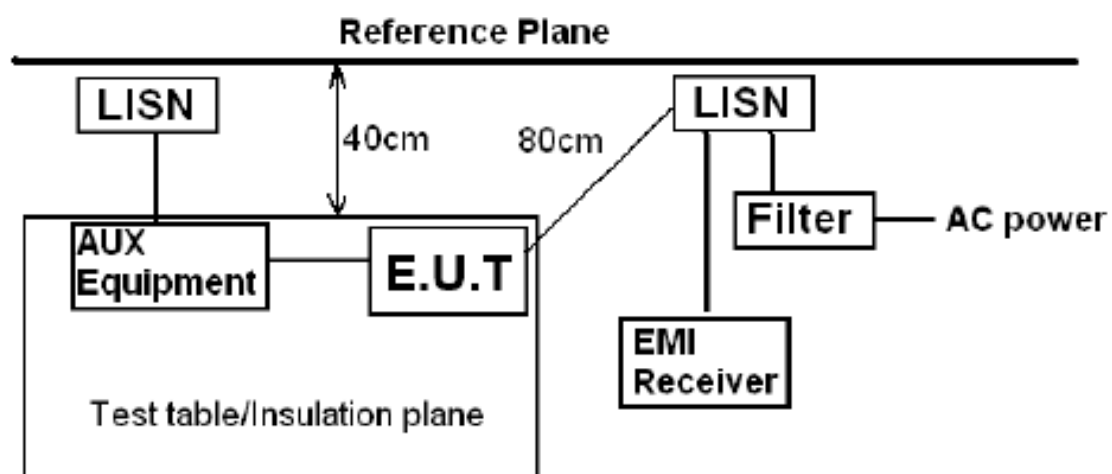 Reference Plane
LISN
40cm
80cm
LISN
Filter
AC power
AUX
Equipment
E.U.T
EMI
Receiver
Test table/Insulation plane